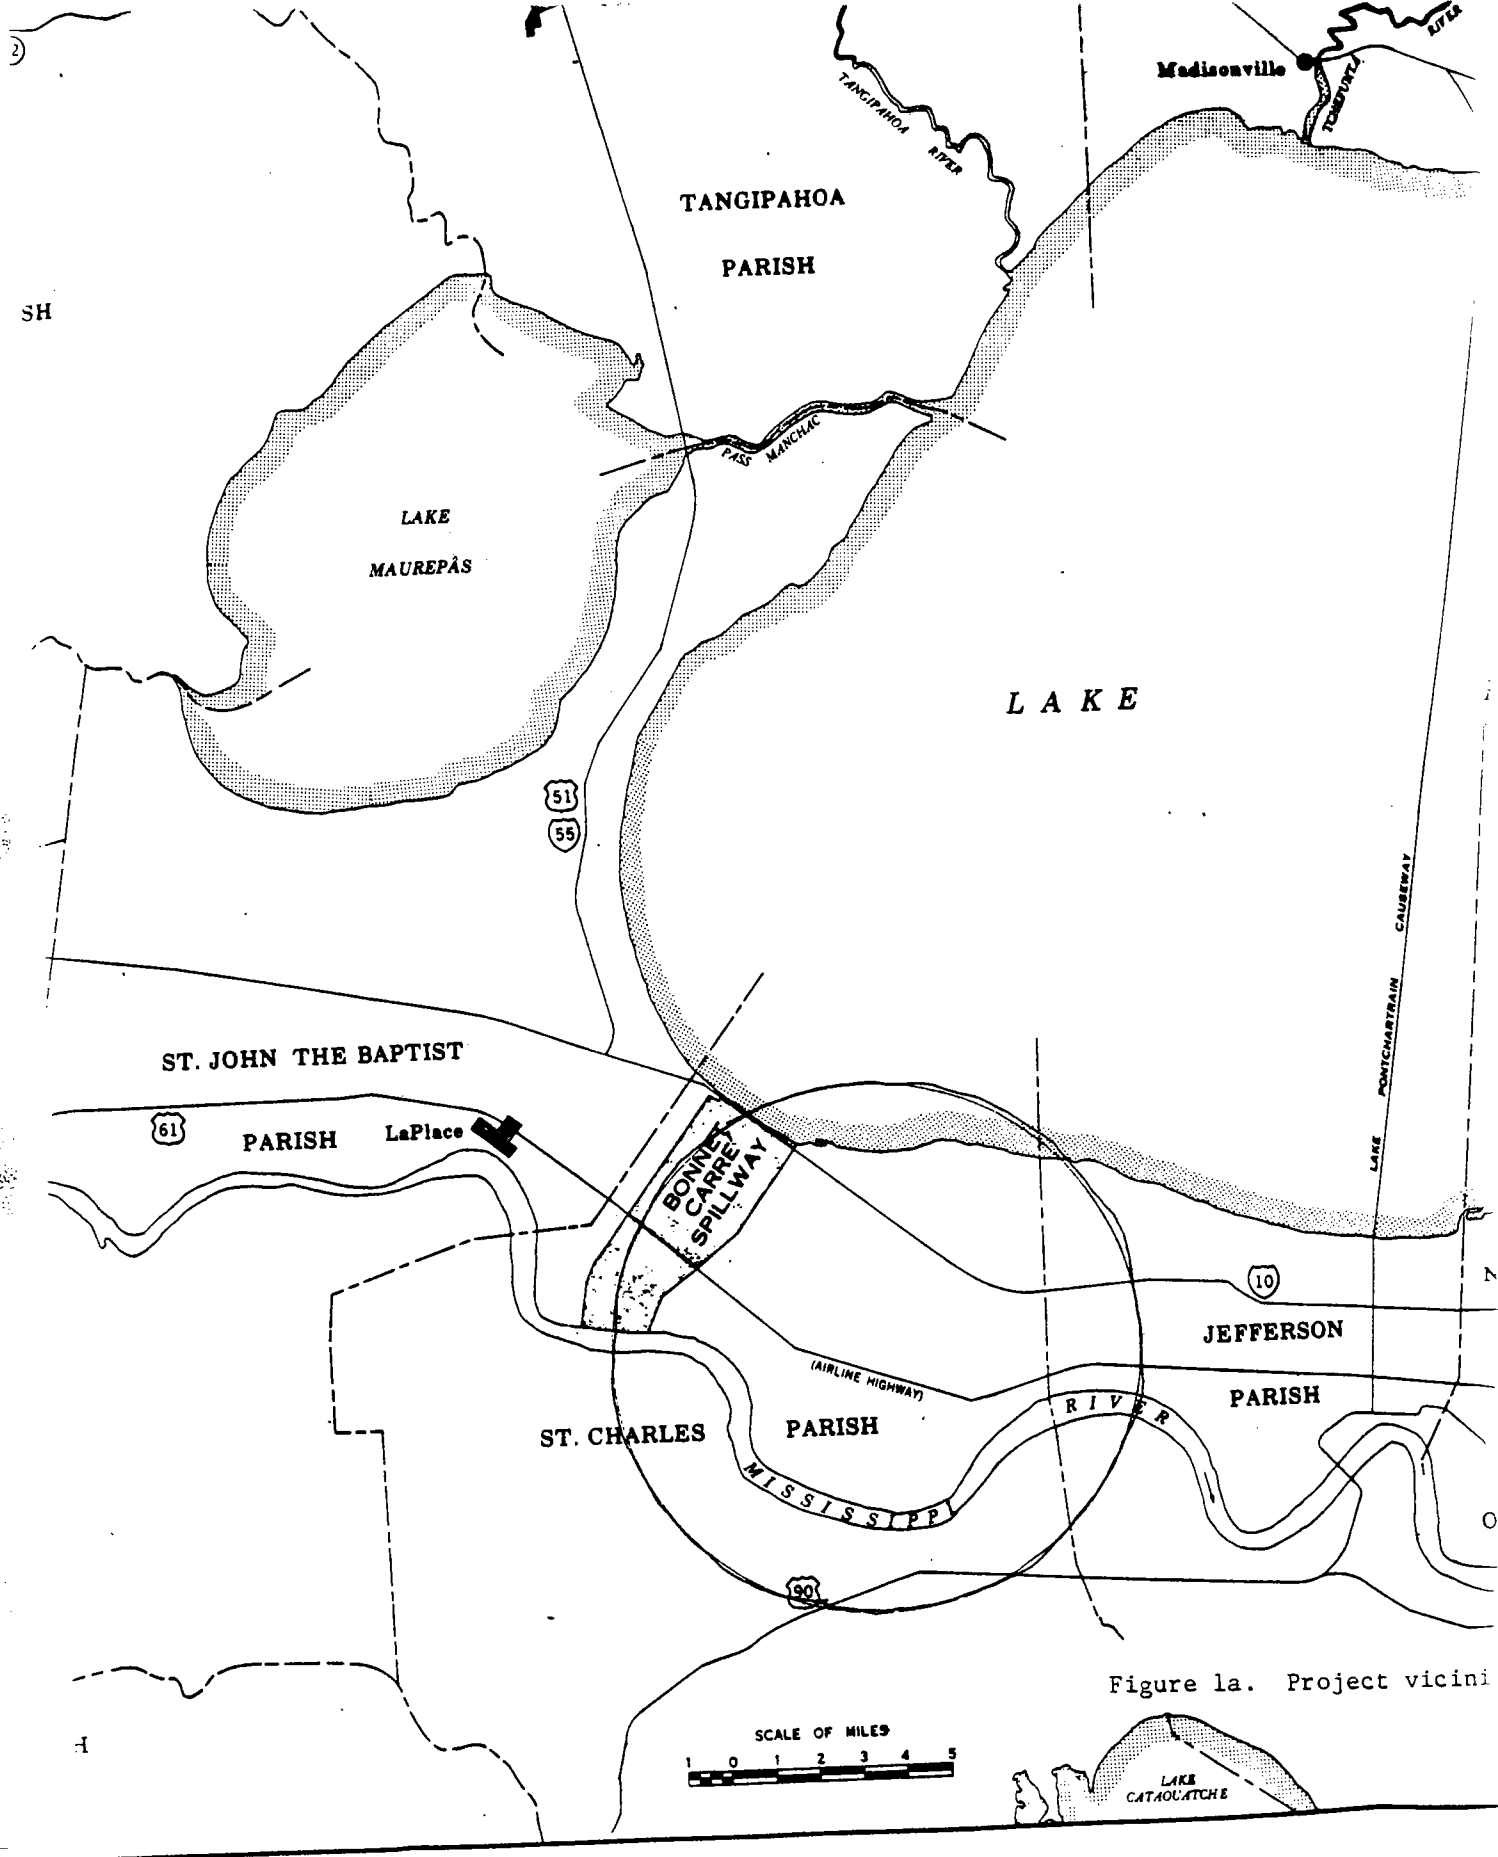 2
RIVER
Madisonville
TANGIPAHOA
RIVER
TANGIPAHOA
PARISH
SH
PASS MANCHAC
LAKE
MAUREPÂS
LAKE
51
55
LAKE PONTCHARTRAIN CAUSEWAY
ST. JOHN THE BAPTIST
61
PARISH
LaPlace
BONNET
CARRE
SPILLWAY
10
N
JEFFERSON
PARISH
(AIRLINE HIGHWAY)
ST. CHARLES PARISH
MISSISSIPPI RIVER
O
90
Figure 1a. Project vicini
H
SCALE OF MILES
1 0 1 2 3 4 5
LAKE
CATAOUATCHE